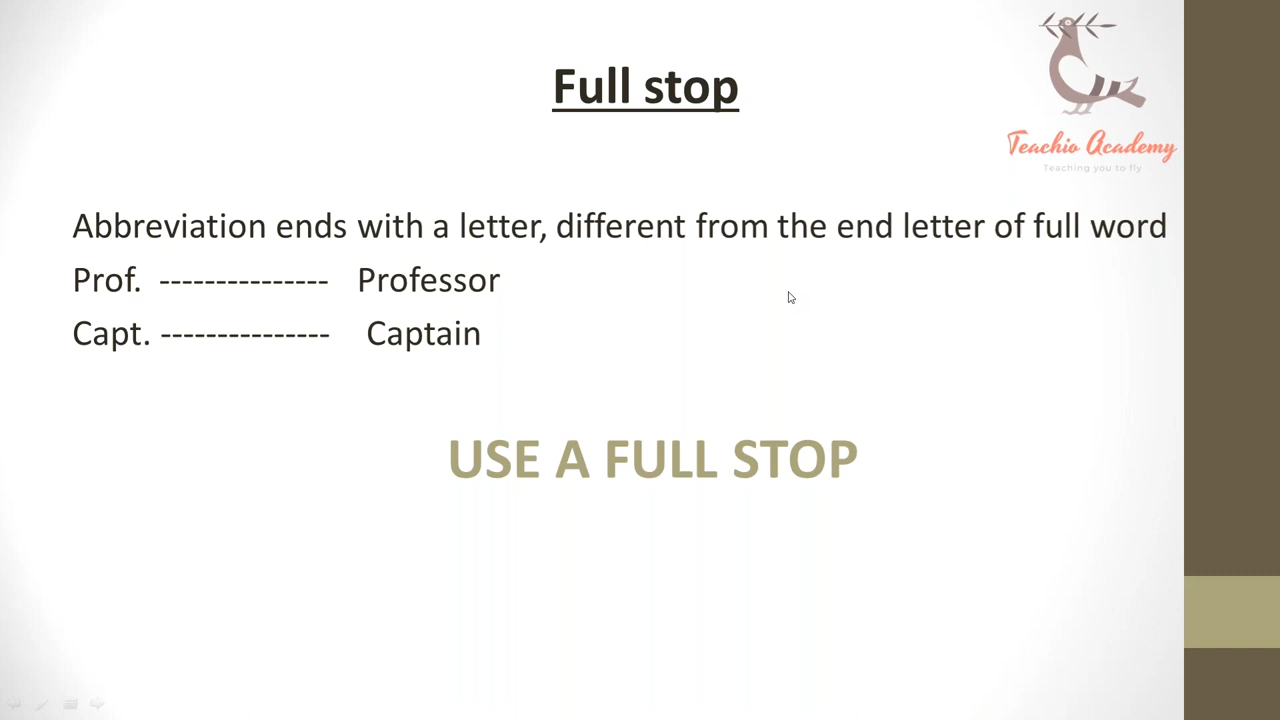 Full stop
Teachio Academy
Teaching you to fly
Abbreviation ends with a letter, different from the end letter of full word
Prof. --------------- Professor
Capt. --------------- Captain
USE A FULL STOP